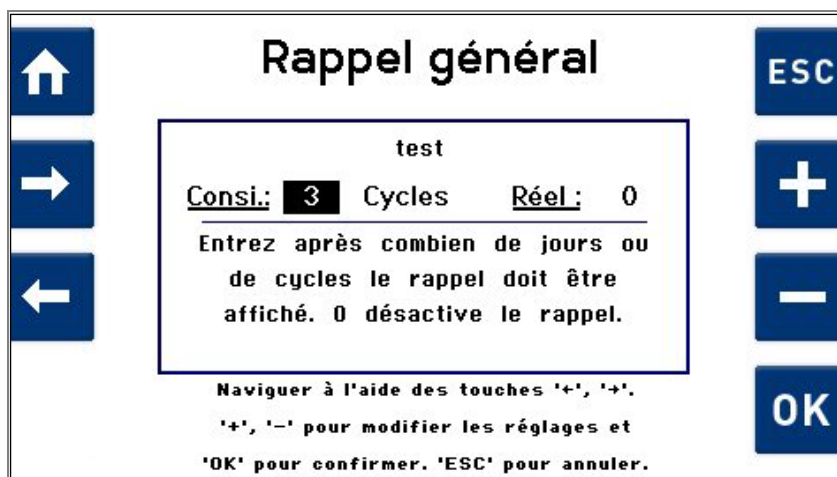 Rappel général
ESC
test
Consi.: 3 Cycles Réel : 0
Entrez après combien de jours ou
de cycles le rappel doit être
affiché. 0 désactive le rappel.
Naviguer à l'aide des touches '←', '→'.
'+', '-' pour modifier les réglages et
'OK' pour confirmer. 'ESC' pour annuler.
OK